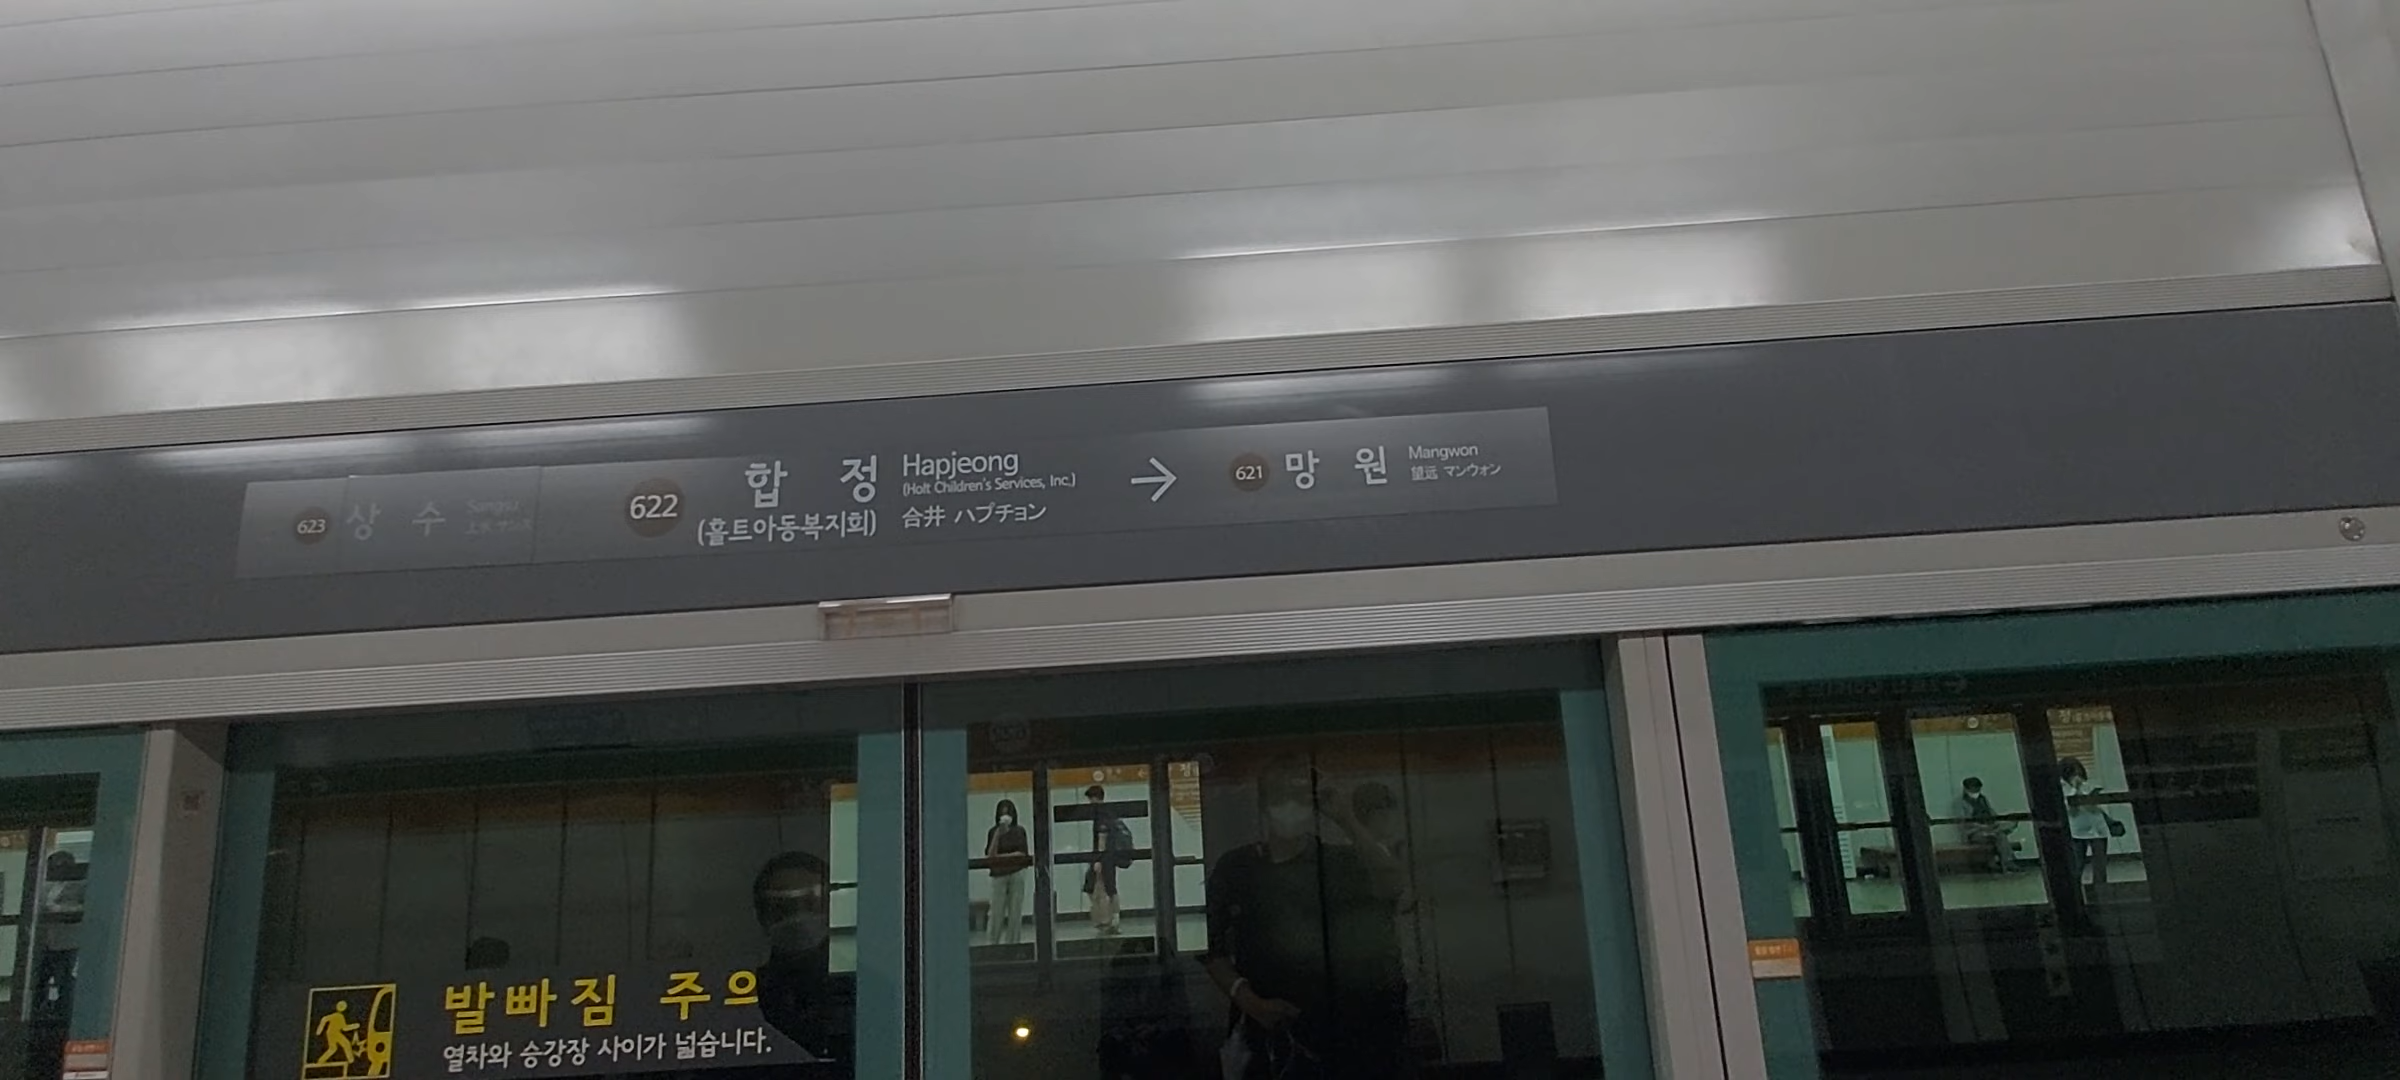 623 상 수 Sangsu
622 합 정 Hapjeong
(홀트아동복지회) (Holt Children's Services, Inc.)
合井 ハプチョン
→ 621 망 원 Mangwon
望远 マンウォン
발빠짐 주의
열차와 승강장 사이가 넓습니다.